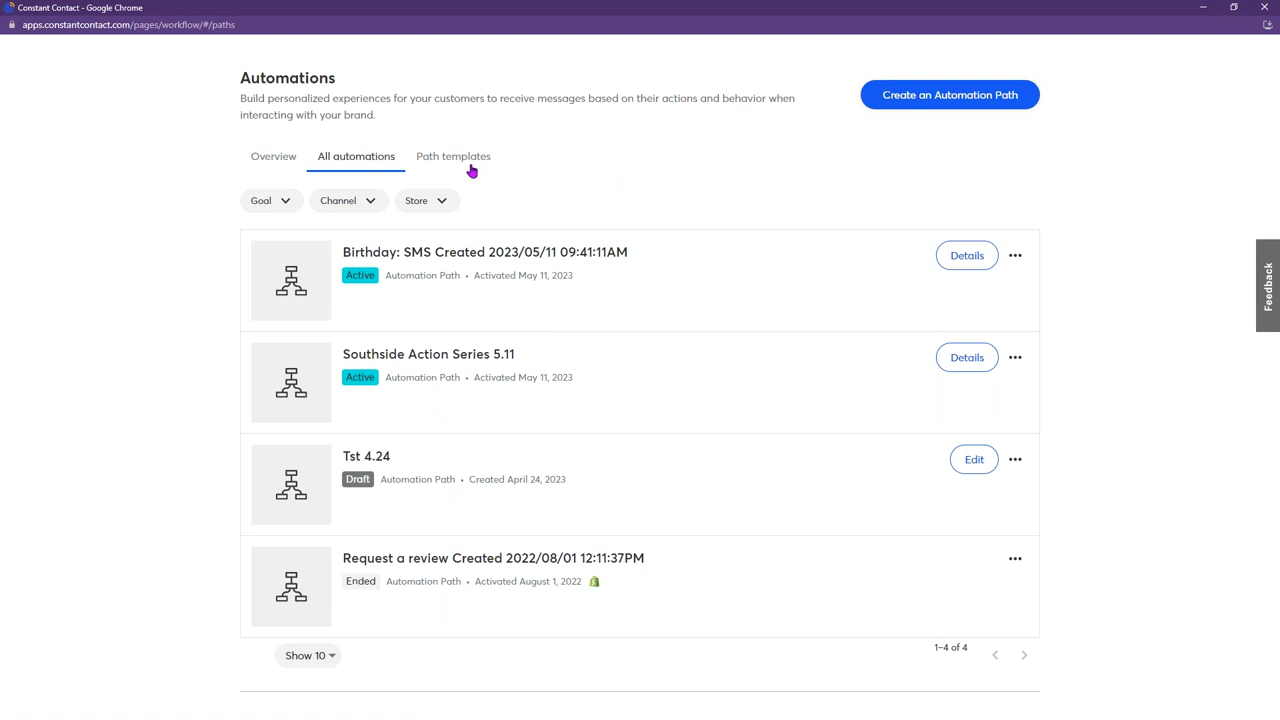 Constant Contact - Google Chrome
apps.constantcontact.com/pages/workflow/#/paths
Automations
Build personalized experiences for your customers to receive messages based on their actions and behavior when
interacting with your brand.
Create an Automation Path
Overview All automations Path templates
Goal Channel Store
Birthday: SMS Created 2023/05/11 09:41:11AM
Active Automation Path • Activated May 11, 2023
Details
Southside Action Series 5.11
Active Automation Path • Activated May 11, 2023
Details
Tst 4.24
Draft Automation Path • Created April 24, 2023
Edit
Request a review Created 2022/08/01 12:11:37PM
Ended Automation Path • Activated August 1, 2022
Show 10
1-4 of 4
Feedback